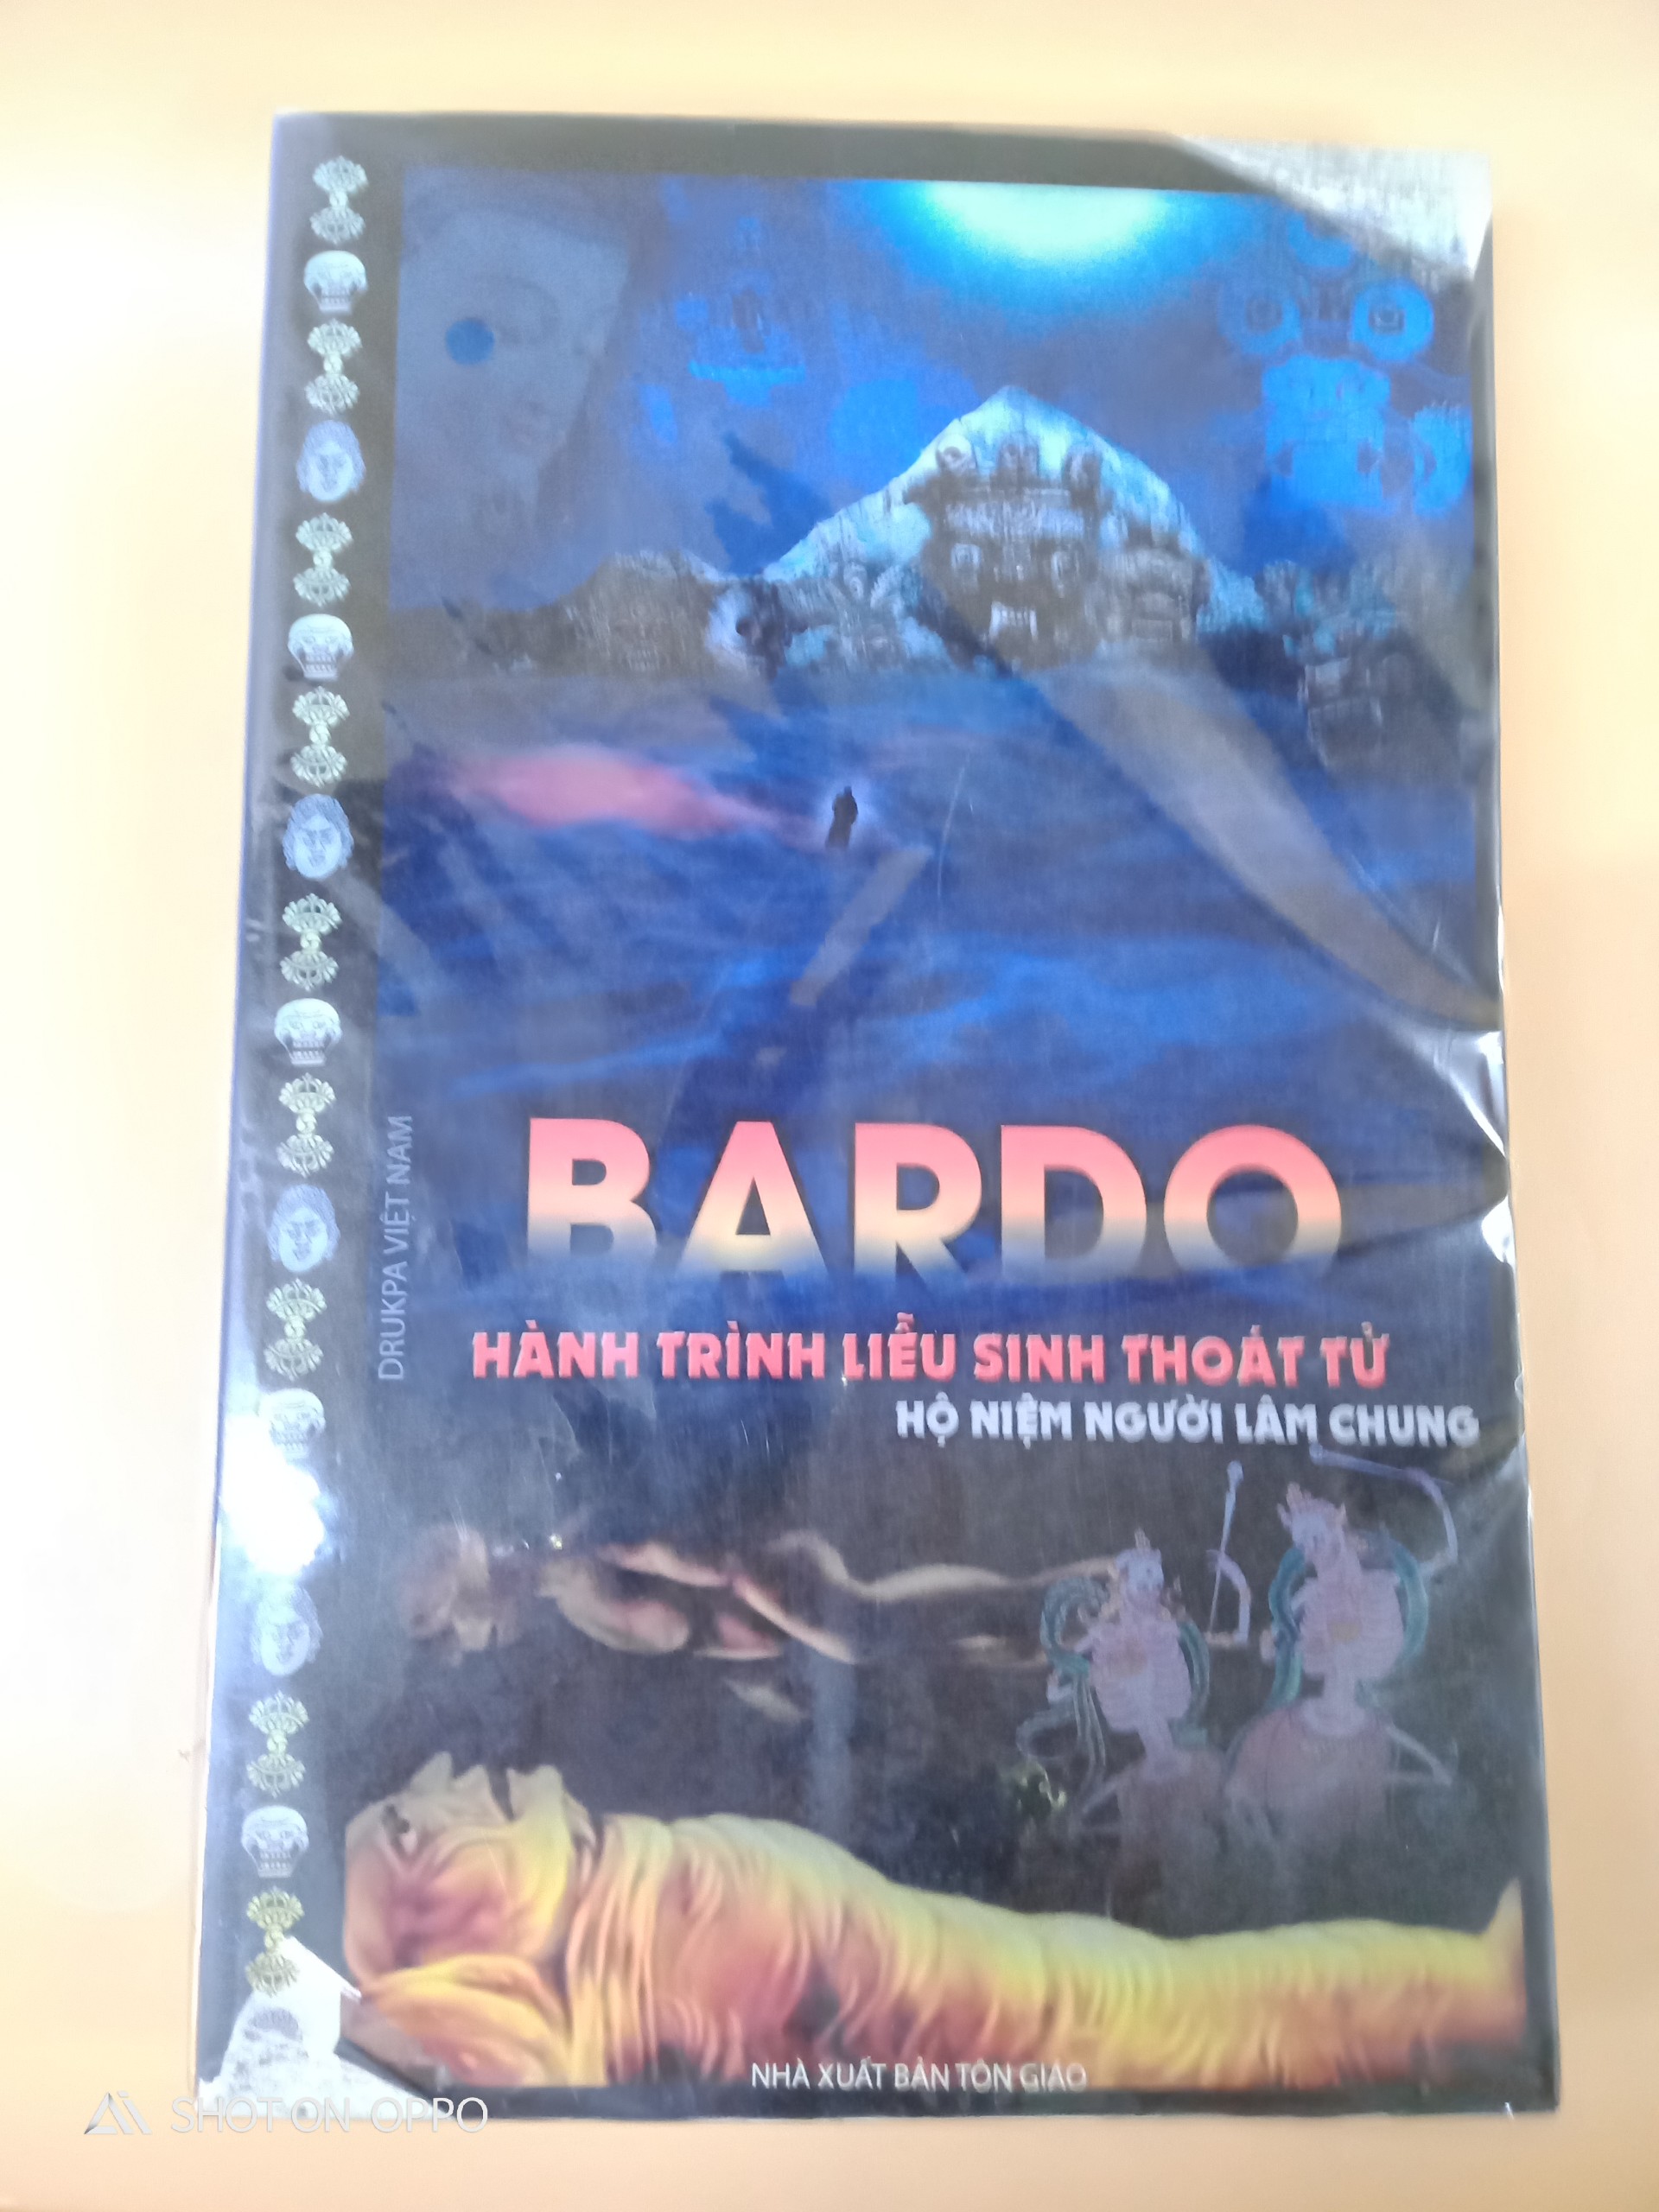 DRUKPA VIỆT NAM
BARDO
HÀNH TRÌNH LIỄU SINH THOÁT TỬ
HỘ NIỆM NGƯỜI LÂM CHUNG
NHÀ XUẤT BẢN TÔN GIÁO
SHOT ON OPPO